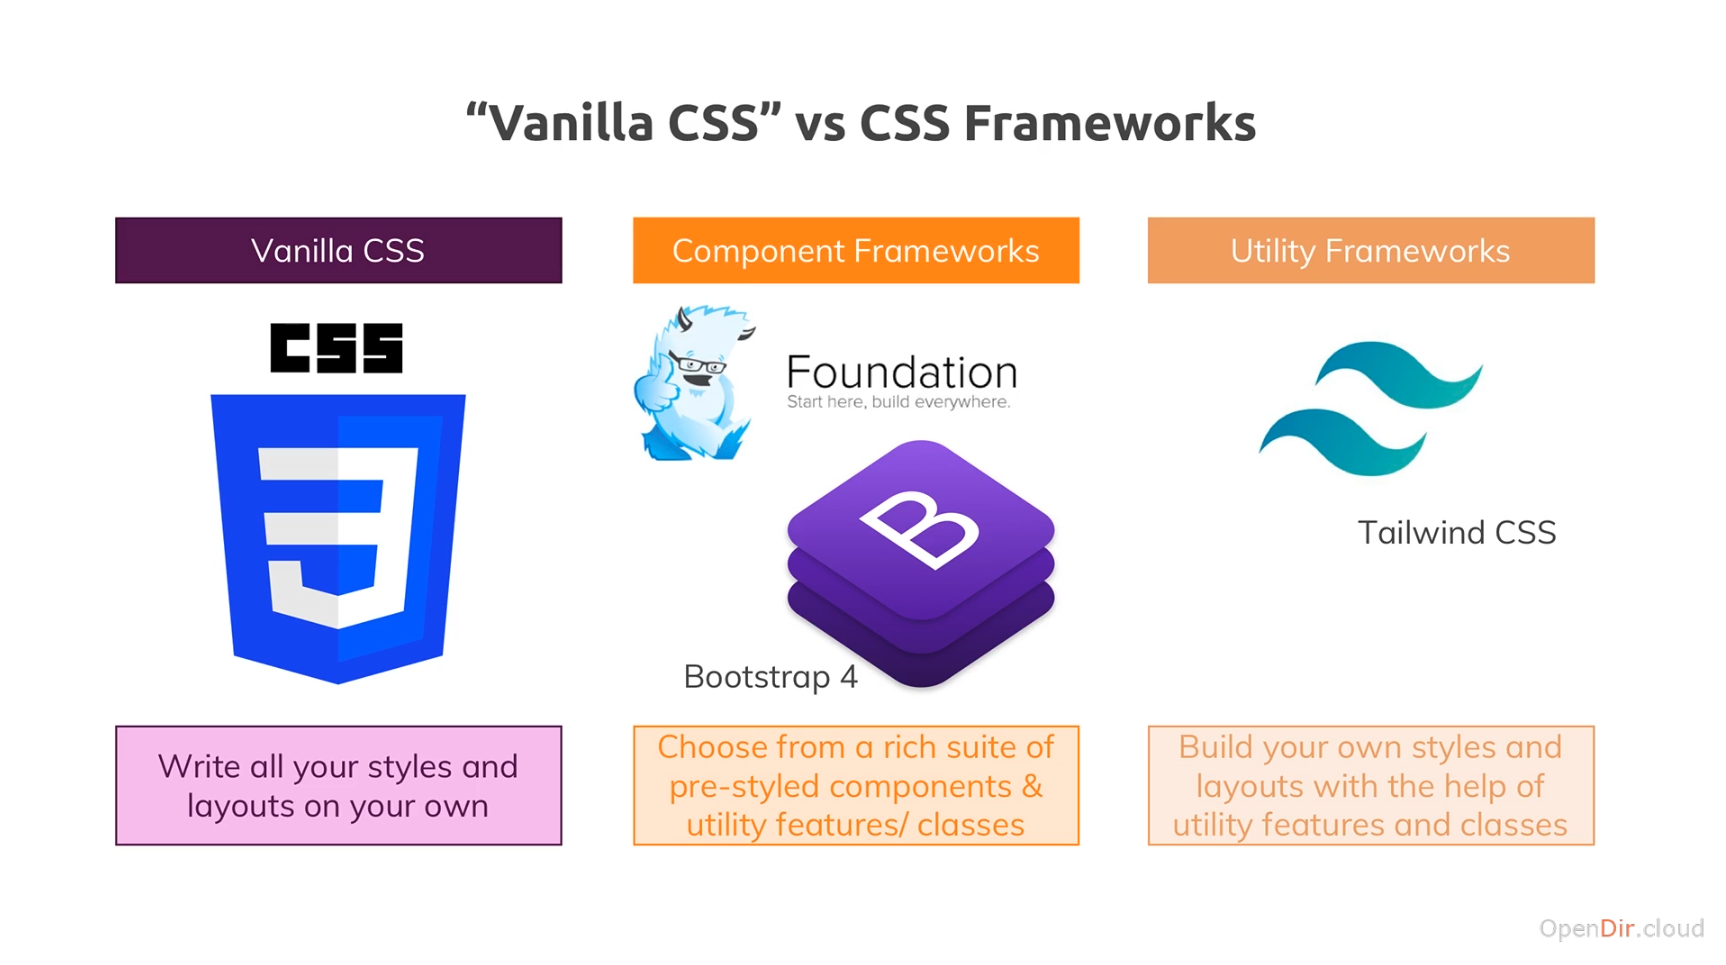 “Vanilla CSS” vs CSS Frameworks
Vanilla CSS
CSS
Write all your styles and
layouts on your own
Component Frameworks
Foundation
Start here, build everywhere.
B
Bootstrap 4
Choose from a rich suite of
pre-styled components &
utility features/ classes
Utility Frameworks
Tailwind CSS
Build your own styles and
layouts with the help of
utility features and classes
OpenDir.cloud